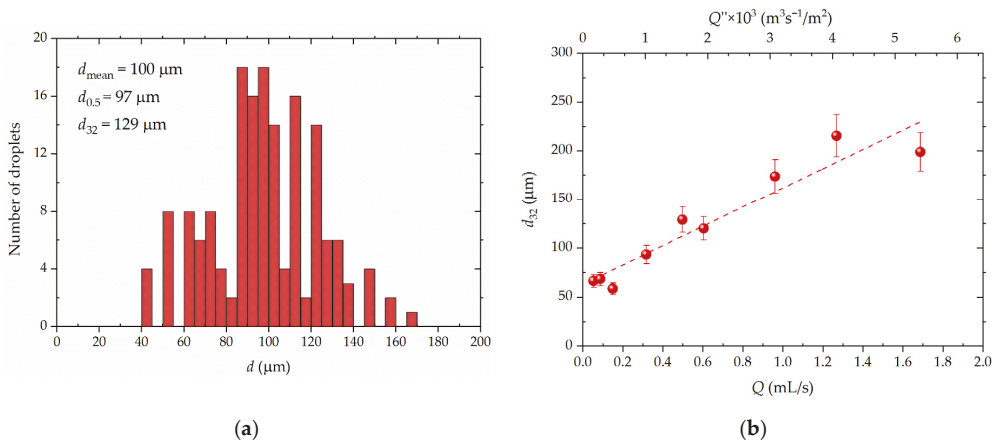 20
16
12
8
4
0
Number of droplets
d_mean = 100 μm
d_0.5 = 97 μm
d_32 = 129 μm
0 20 40 60 80 100 120 140 160 180 200
d (μm)
(a)
Q''×10³ (m³s⁻¹/m²)
0 1 2 3 4 5 6
300
250
200
150
100
50
0
d_32 (μm)
0.0 0.2 0.4 0.6 0.8 1.0 1.2 1.4 1.6 1.8 2.0
Q (mL/s)
(b)